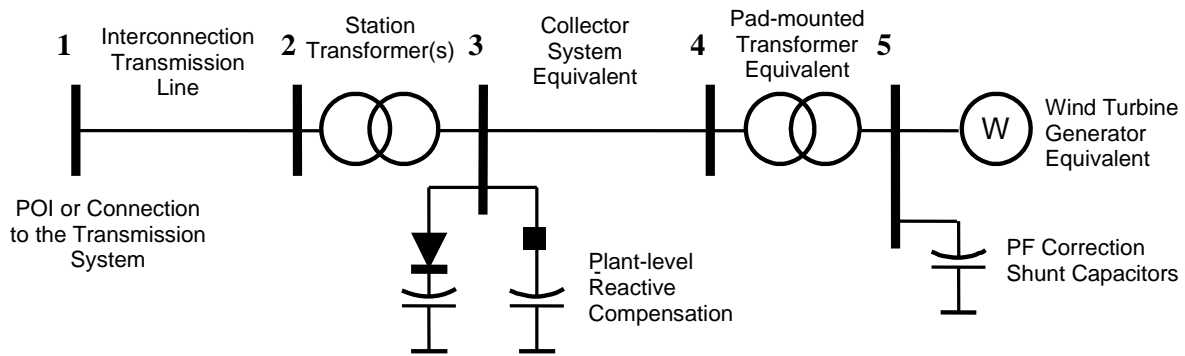 1
Interconnection
Transmission
Line
2
Station
Transformer(s)
3
Collector
System
Equivalent
4
Pad-mounted
Transformer
Equivalent
5
W
Wind Turbine
Generator
Equivalent
POI or Connection
to the Transmission
System
Plant-level
Reactive
Compensation
PF Correction
Shunt Capacitors